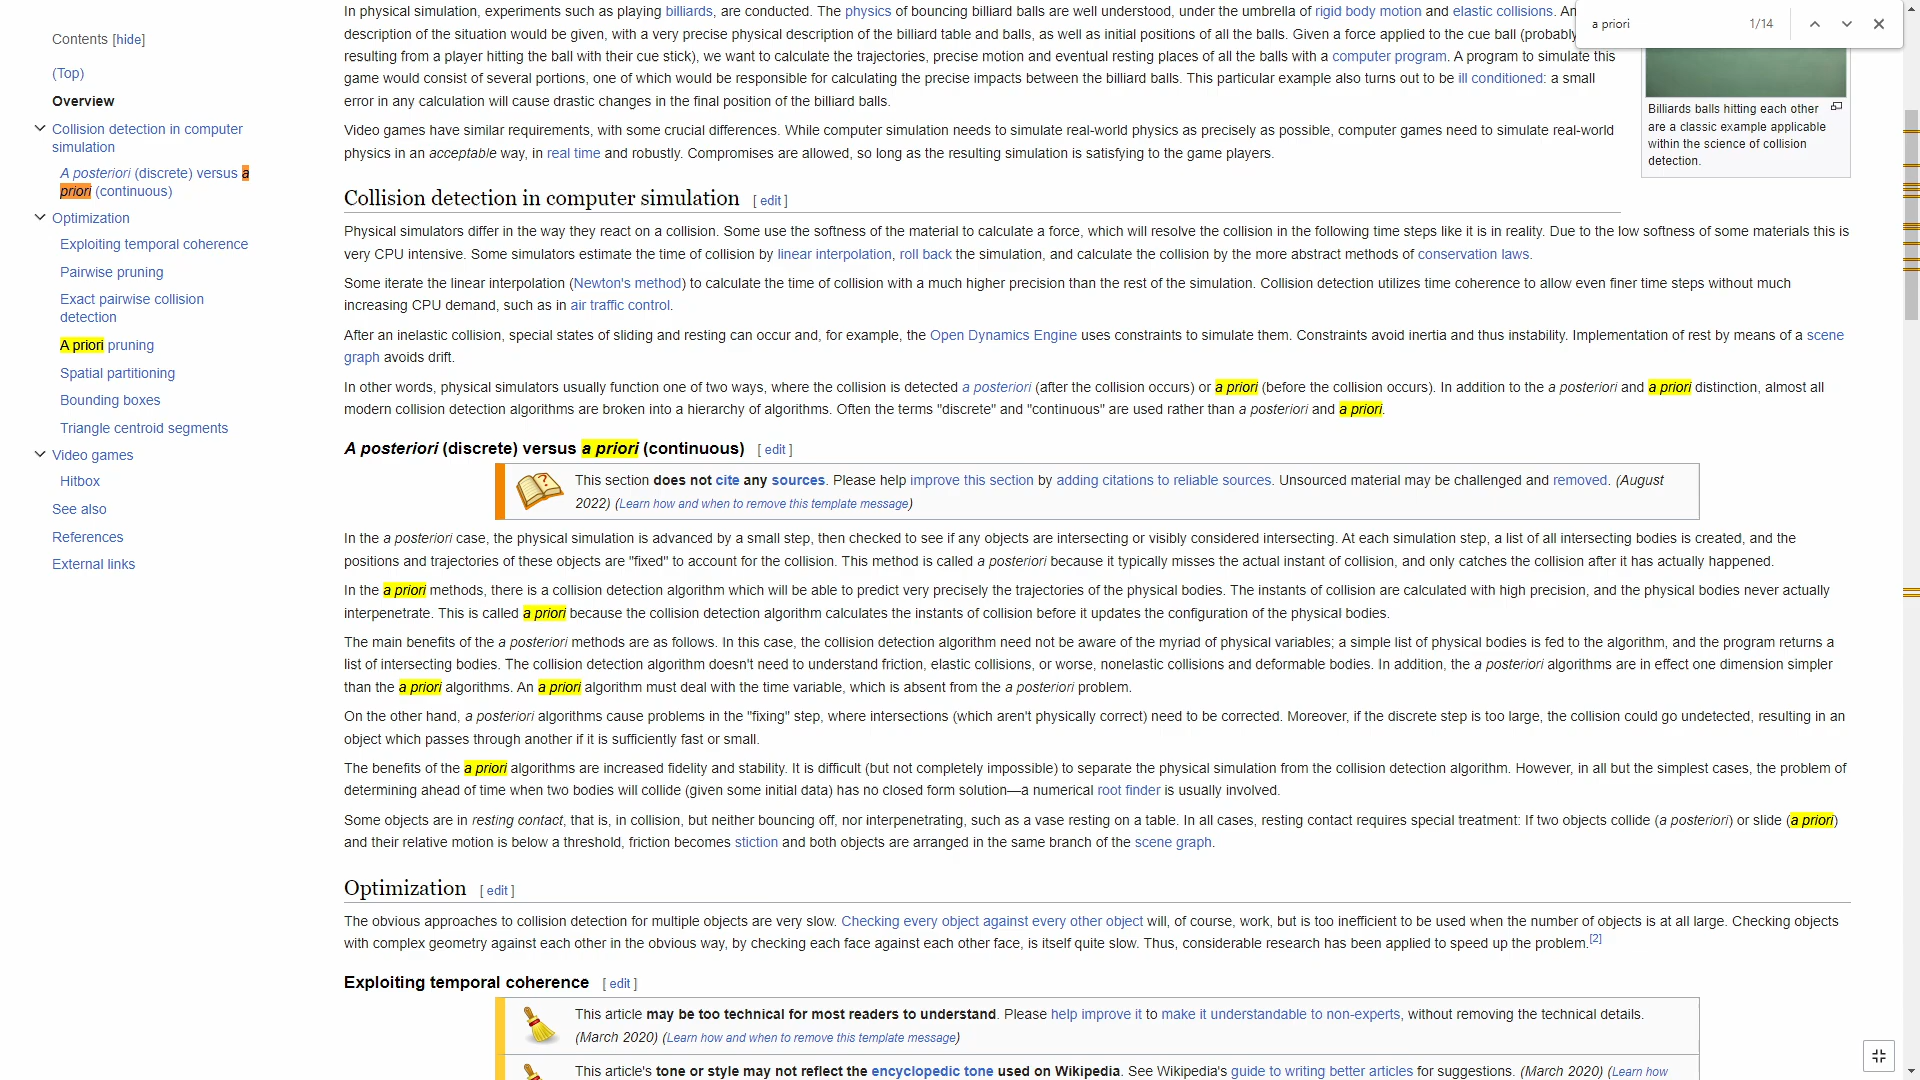 Contents [hide]
(Top)
Overview
Collision detection in computer
simulation
A posteriori (discrete) versus a
priori (continuous)
Optimization
Exploiting temporal coherence
Pairwise pruning
Exact pairwise collision
detection
A priori pruning
Spatial partitioning
Bounding boxes
Triangle centroid segments
Video games
Hitbox
See also
References
External links
In physical simulation, experiments such as playing billiards, are conducted. The physics of bouncing billiard balls are well understood, under the umbrella of rigid body motion and elastic collisions. An
description of the situation would be given, with a very precise physical description of the billiard table and balls, as well as initial positions of all the balls. Given a force applied to the cue ball (probably
resulting from a player hitting the ball with their cue stick), we want to calculate the trajectories, precise motion and eventual resting places of all the balls with a computer program. A program to simulate this
game would consist of several portions, one of which would be responsible for calculating the precise impacts between the billiard balls. This particular example also turns out to be ill conditioned: a small
error in any calculation will cause drastic changes in the final position of the billiard balls.
Video games have similar requirements, with some crucial differences. While computer simulation needs to simulate real-world physics as precisely as possible, computer games need to simulate real-world
physics in an acceptable way, in real time and robustly. Compromises are allowed, so long as the resulting simulation is satisfying to the game players.
a priori 1/14
Billiards balls hitting each other
are a classic example applicable
within the science of collision
detection.
Collision detection in computer simulation [ edit ]
Physical simulators differ in the way they react on a collision. Some use the softness of the material to calculate a force, which will resolve the collision in the following time steps like it is in reality. Due to the low softness of some materials this is
very CPU intensive. Some simulators estimate the time of collision by linear interpolation, roll back the simulation, and calculate the collision by the more abstract methods of conservation laws.
Some iterate the linear interpolation (Newton's method) to calculate the time of collision with a much higher precision than the rest of the simulation. Collision detection utilizes time coherence to allow even finer time steps without much
increasing CPU demand, such as in air traffic control.
After an inelastic collision, special states of sliding and resting can occur and, for example, the Open Dynamics Engine uses constraints to simulate them. Constraints avoid inertia and thus instability. Implementation of rest by means of a scene
graph avoids drift.
In other words, physical simulators usually function one of two ways, where the collision is detected a posteriori (after the collision occurs) or a priori (before the collision occurs). In addition to the a posteriori and a priori distinction, almost all
modern collision detection algorithms are broken into a hierarchy of algorithms. Often the terms "discrete" and "continuous" are used rather than a posteriori and a priori.
A posteriori (discrete) versus a priori (continuous) [ edit ]
This section does not cite any sources. Please help improve this section by adding citations to reliable sources. Unsourced material may be challenged and removed. (August
2022) (Learn how and when to remove this template message)
In the a posteriori case, the physical simulation is advanced by a small step, then checked to see if any objects are intersecting or visibly considered intersecting. At each simulation step, a list of all intersecting bodies is created, and the
positions and trajectories of these objects are "fixed" to account for the collision. This method is called a posteriori because it typically misses the actual instant of collision, and only catches the collision after it has actually happened.
In the a priori methods, there is a collision detection algorithm which will be able to predict very precisely the trajectories of the physical bodies. The instants of collision are calculated with high precision, and the physical bodies never actually
interpenetrate. This is called a priori because the collision detection algorithm calculates the instants of collision before it updates the configuration of the physical bodies.
The main benefits of the a posteriori methods are as follows. In this case, the collision detection algorithm need not be aware of the myriad of physical variables; a simple list of physical bodies is fed to the algorithm, and the program returns a
list of intersecting bodies. The collision detection algorithm doesn't need to understand friction, elastic collisions, or worse, nonelastic collisions and deformable bodies. In addition, the a posteriori algorithms are in effect one dimension simpler
than the a priori algorithms. An a priori algorithm must deal with the time variable, which is absent from the a posteriori problem.
On the other hand, a posteriori algorithms cause problems in the "fixing" step, where intersections (which aren't physically correct) need to be corrected. Moreover, if the discrete step is too large, the collision could go undetected, resulting in an
object which passes through another if it is sufficiently fast or small.
The benefits of the a priori algorithms are increased fidelity and stability. It is difficult (but not completely impossible) to separate the physical simulation from the collision detection algorithm. However, in all but the simplest cases, the problem of
determining ahead of time when two bodies will collide (given some initial data) has no closed form solution—a numerical root finder is usually involved.
Some objects are in resting contact, that is, in collision, but neither bouncing off, nor interpenetrating, such as a vase resting on a table. In all cases, resting contact requires special treatment: If two objects collide (a posteriori) or slide (a priori)
and their relative motion is below a threshold, friction becomes stiction and both objects are arranged in the same branch of the scene graph.
Optimization [ edit ]
The obvious approaches to collision detection for multiple objects are very slow. Checking every object against every other object will, of course, work, but is too inefficient to be used when the number of objects is at all large. Checking objects
with complex geometry against each other in the obvious way, by checking each face against each other face, is itself quite slow. Thus, considerable research has been applied to speed up the problem.[2]
Exploiting temporal coherence [ edit ]
This article may be too technical for most readers to understand. Please help improve it to make it understandable to non-experts, without removing the technical details.
(March 2020) (Learn how and when to remove this template message)
This article's tone or style may not reflect the encyclopedic tone used on Wikipedia. See Wikipedia's guide to writing better articles for suggestions. (March 2020) (Learn how